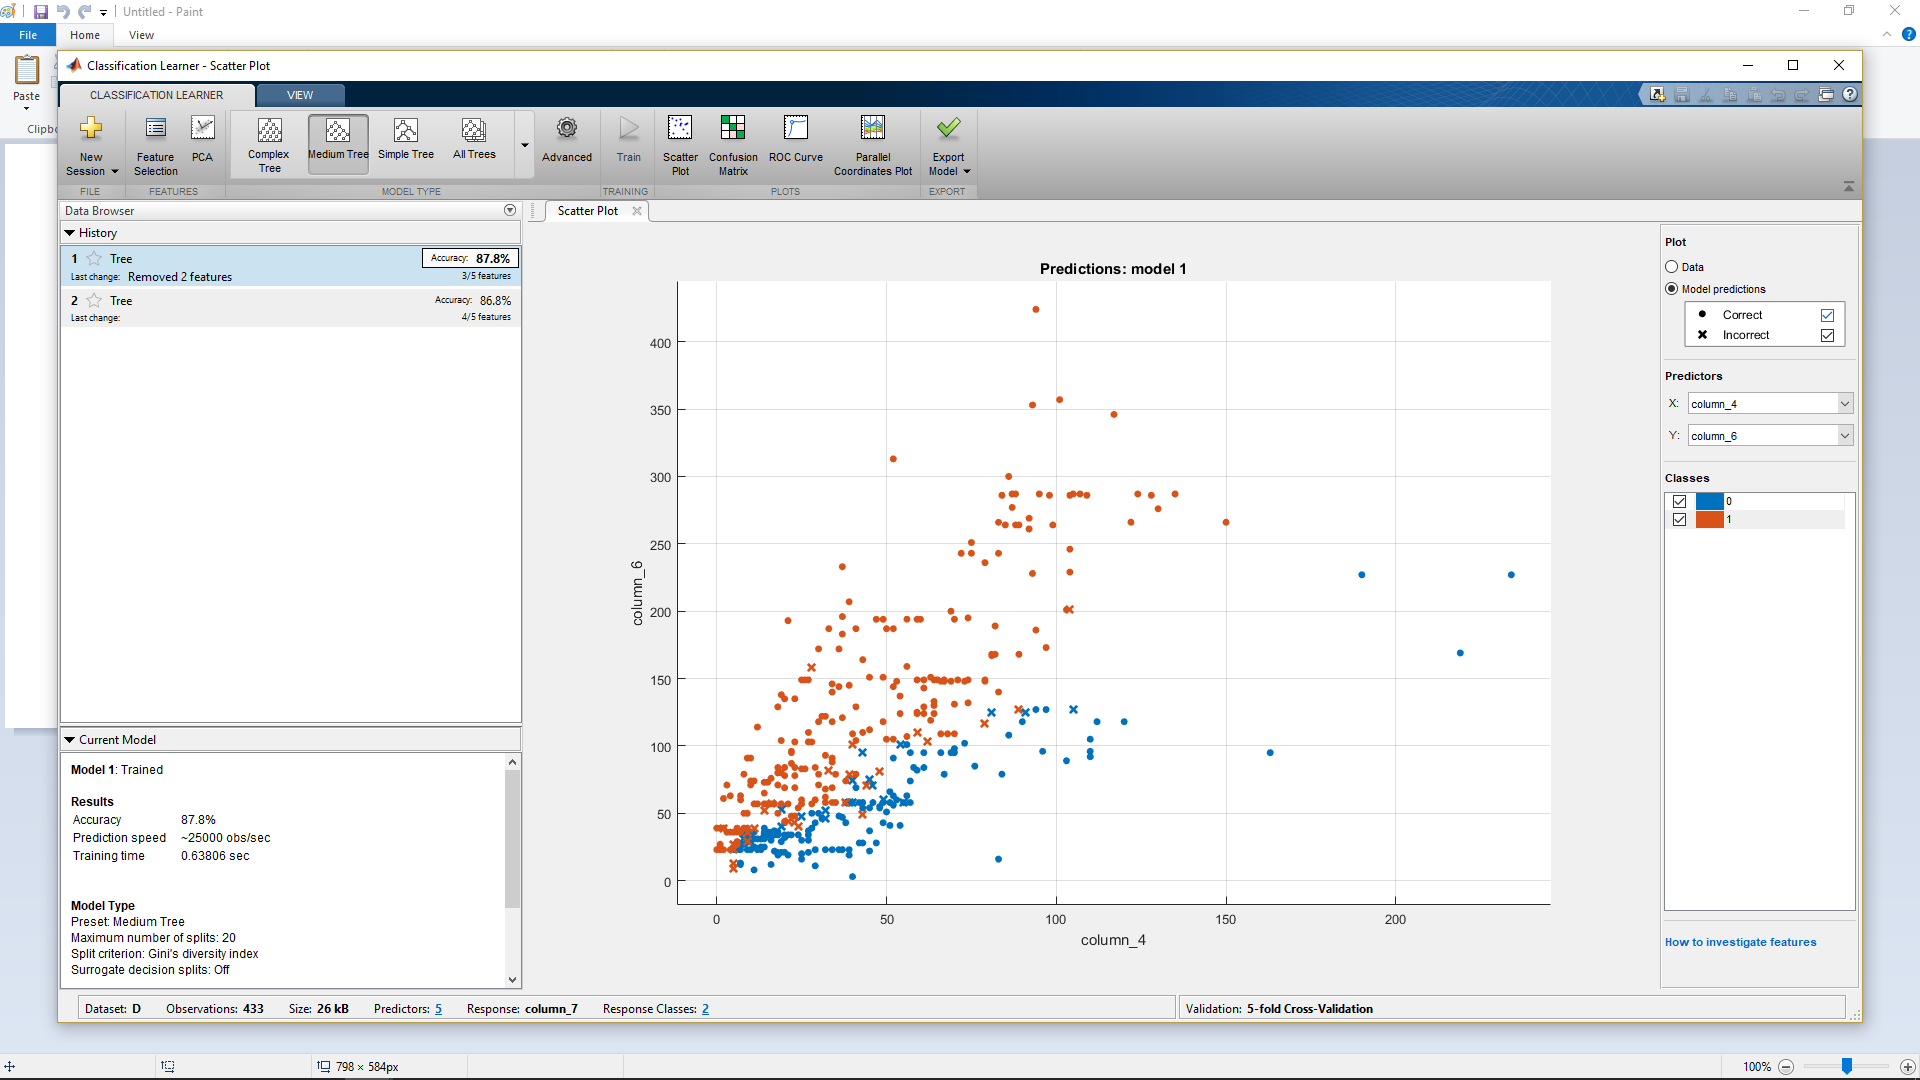 Untitled - Paint
File
Home
View
Paste
Clipbo
Classification Learner - Scatter Plot
CLASSIFICATION LEARNER
VIEW
New Session
Feature Selection
PCA
Complex Tree
Medium Tree
Simple Tree
All Trees
Advanced
Train
Scatter Plot
Confusion Matrix
ROC Curve
Parallel Coordinates Plot
Export Model
FILE
FEATURES
MODEL TYPE
TRAINING
PLOTS
EXPORT
Data Browser
History
1 Tree Accuracy: 87.8%
Last change: Removed 2 features 3/5 features
2 Tree Accuracy: 86.8%
Last change: 4/5 features
Current Model
Model 1: Trained
Results
Accuracy 87.8%
Prediction speed ~25000 obs/sec
Training time 0.63806 sec
Model Type
Preset: Medium Tree
Maximum number of splits: 20
Split criterion: Gini's diversity index
Surrogate decision splits: Off
Scatter Plot
Predictions: model 1
400
350
300
250
200
150
100
50
0
column_6
0 50 100 150 200
column_4
Plot
Data
Model predictions
Correct
Incorrect
Predictors
X: column_4
Y: column_6
Classes
0
1
How to investigate features
Dataset: D Observations: 433 Size: 26 kB Predictors: 5 Response: column_7 Response Classes: 2
Validation: 5-fold Cross-Validation
798 × 584px
100%